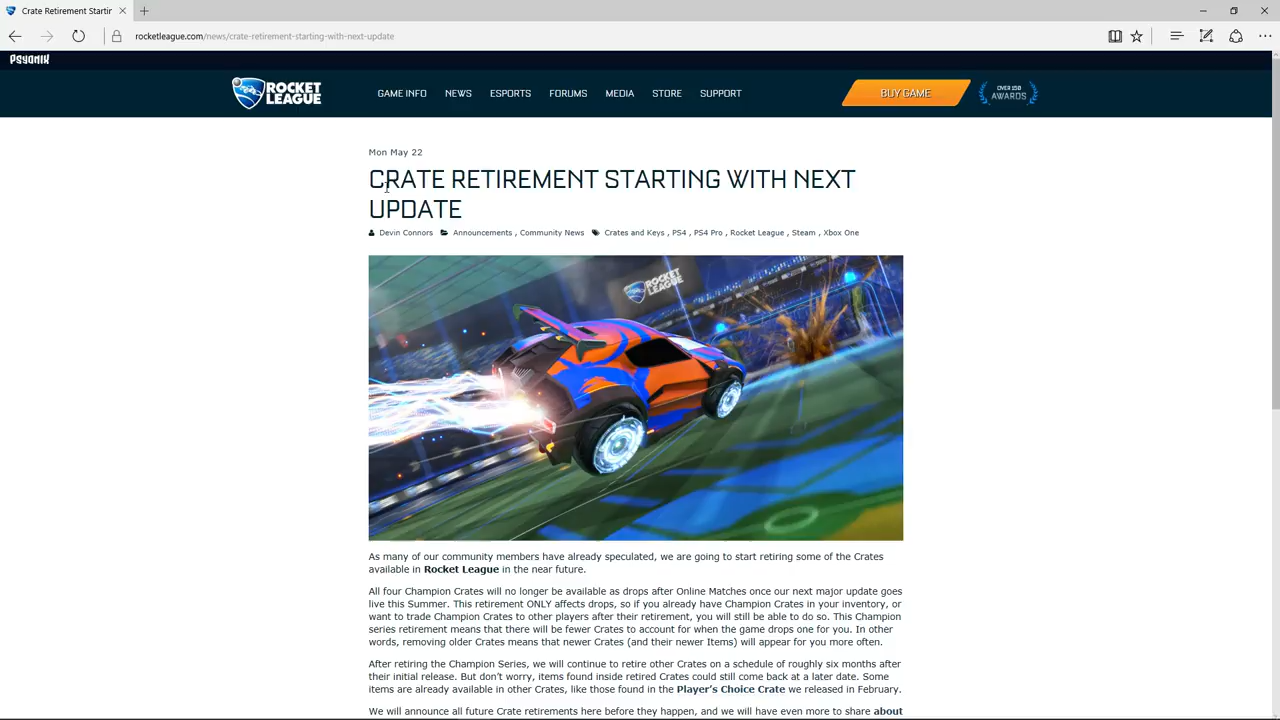 Crate Retirement Startir
rocketleague.com/news/crate-retirement-starting-with-next-update
PSYONIX
ROCKET LEAGUE
GAME INFO NEWS ESPORTS FORUMS MEDIA STORE SUPPORT
BUY GAME
OVER 150
AWARDS
Mon May 22
CRATE RETIREMENT STARTING WITH NEXT
UPDATE
Devin Connors Announcements , Community News Crates and Keys , PS4 , PS4 Pro , Rocket League , Steam , Xbox One
ROCKET LEAGUE
As many of our community members have already speculated, we are going to start retiring some of the Crates
available in Rocket League in the near future.
All four Champion Crates will no longer be available as drops after Online Matches once our next major update goes
live this Summer. This retirement ONLY affects drops, so if you already have Champion Crates in your inventory, or
want to trade Champion Crates to other players after their retirement, you will still be able to do so. This Champion
series retirement means that there will be fewer Crates to account for when the game drops one for you. In other
words, removing older Crates means that newer Crates (and their newer Items) will appear for you more often.
After retiring the Champion Series, we will continue to retire other Crates on a schedule of roughly six months after
their initial release. But don't worry, items found inside retired Crates could still come back at a later date. Some
items are already available in other Crates, like those found in the Player's Choice Crate we released in February.
We will announce all future Crate retirements here before they happen, and we will have even more to share about